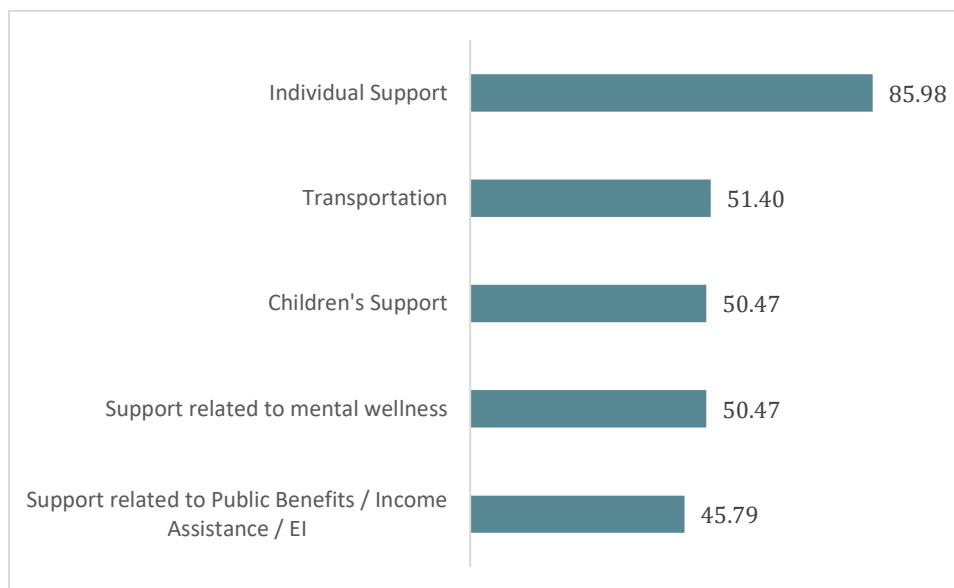 Individual Support
85.98
Transportation
51.40
Children's Support
50.47
Support related to mental wellness
50.47
Support related to Public Benefits / Income
Assistance / EI
45.79